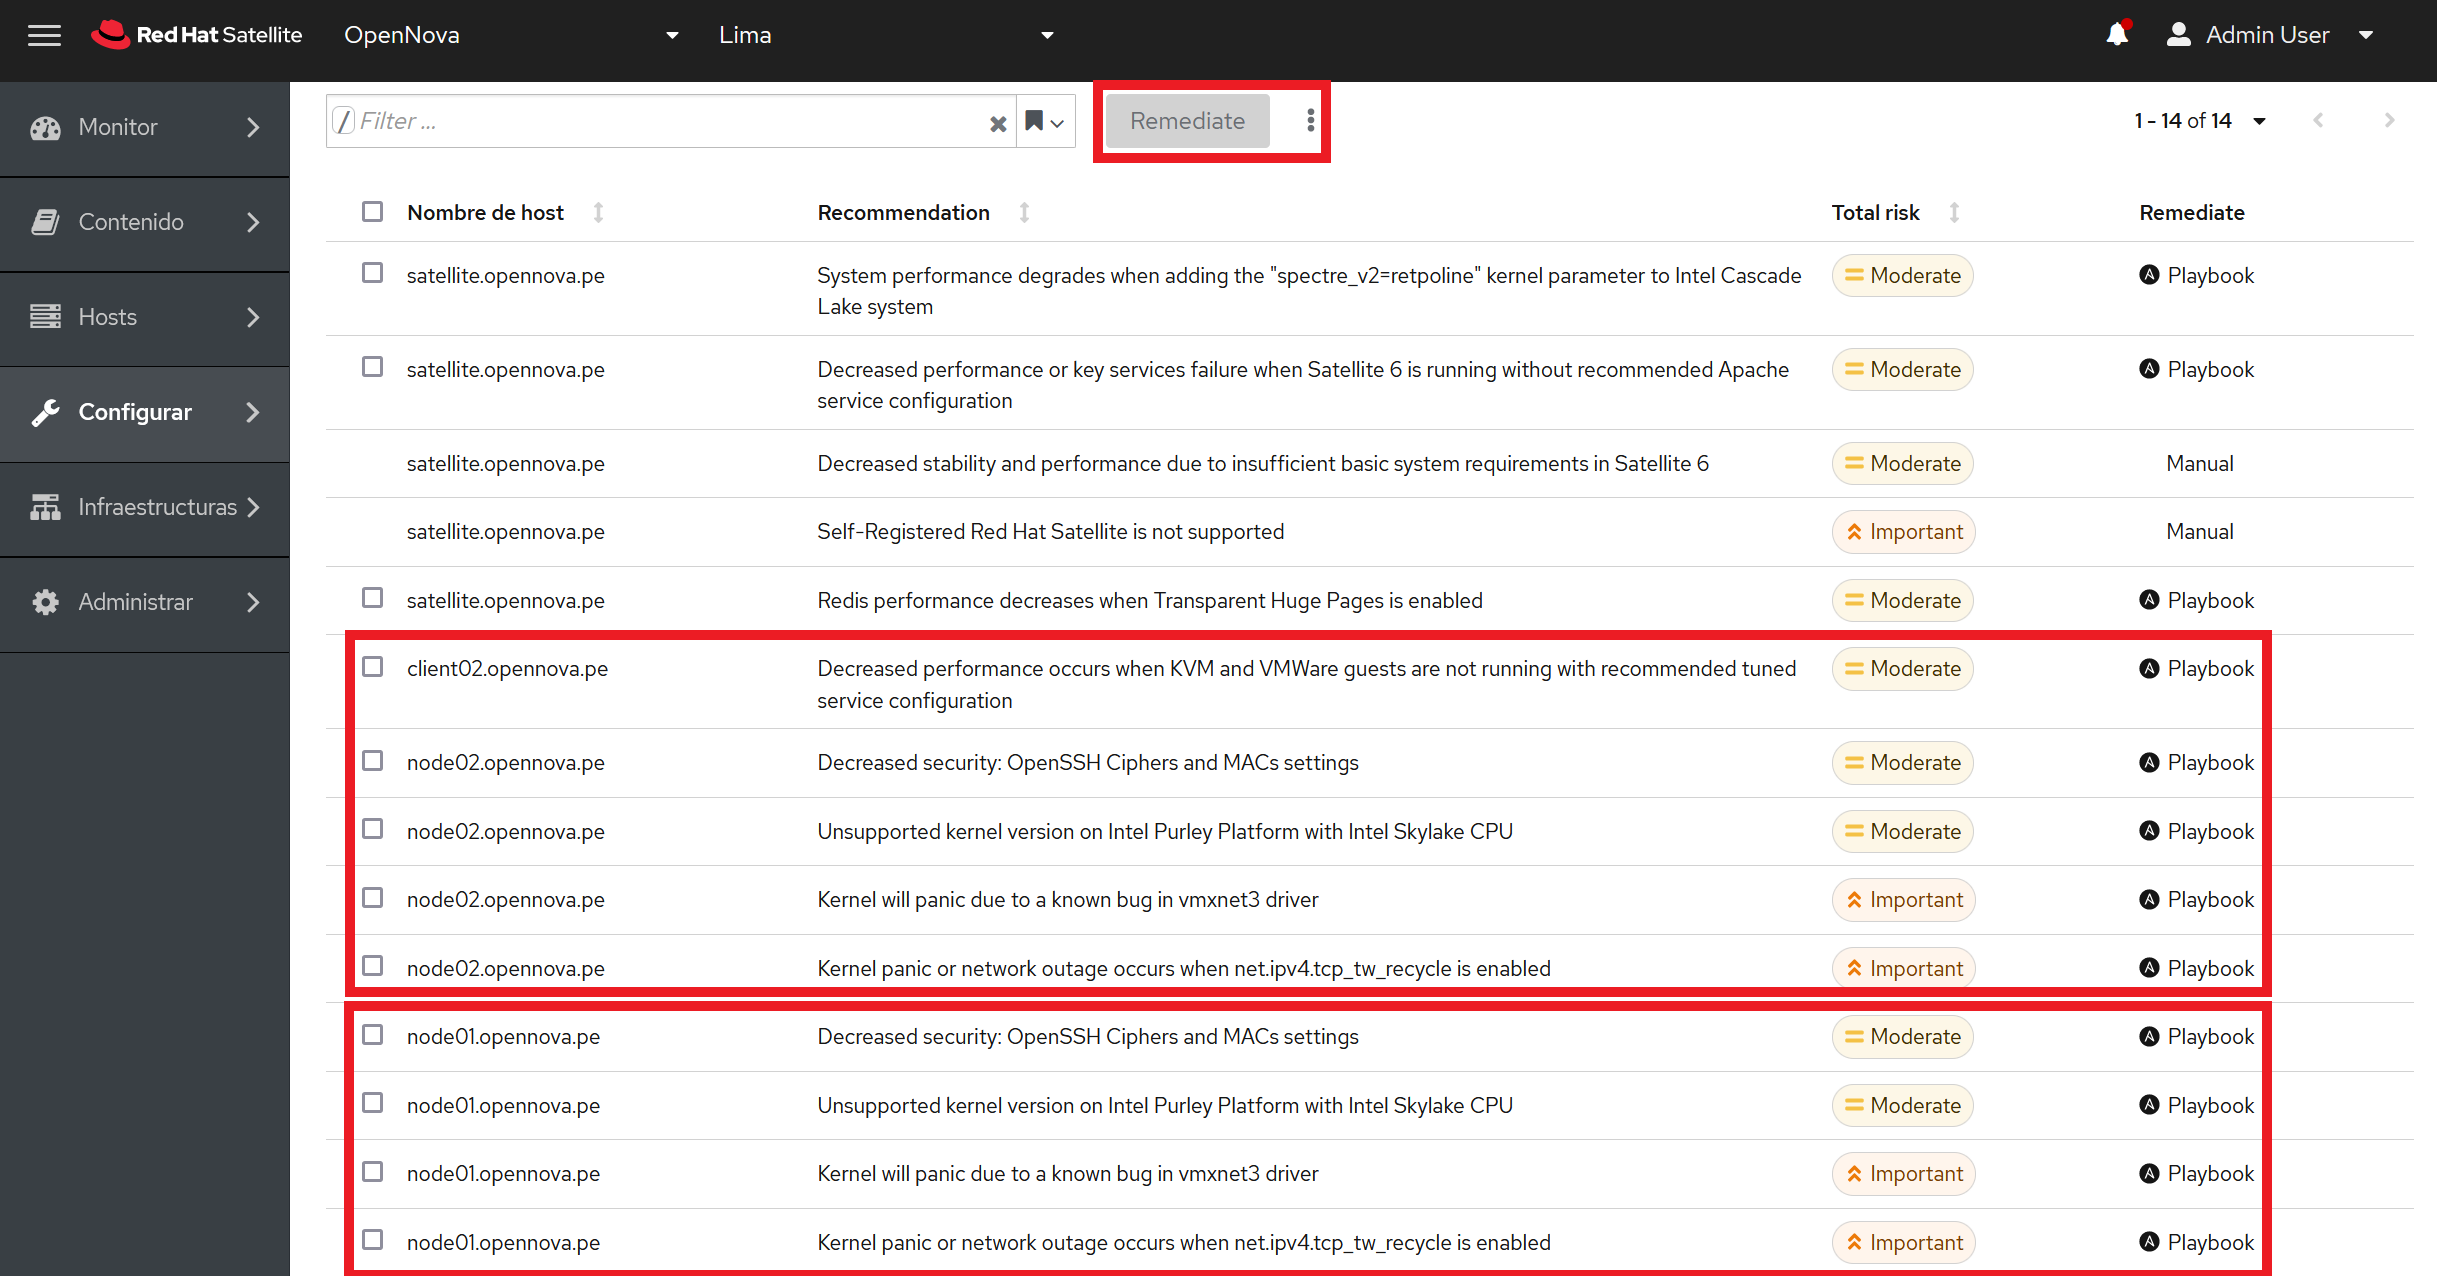 Red Hat Satellite OpenNova Lima Admin User
Monitor
Contenido
Hosts
Configurar
Infraestructuras
Administrar
/ Filter ... Remediate 1 - 14 of 14
Nombre de host Recommendation Total risk Remediate
satellite.opennova.pe System performance degrades when adding the "spectre_v2=retpoline" kernel parameter to Intel Cascade Moderate Playbook
Lake system
satellite.opennova.pe Decreased performance or key services failure when Satellite 6 is running without recommended Apache Moderate Playbook
service configuration
satellite.opennova.pe Decreased stability and performance due to insufficient basic system requirements in Satellite 6 Moderate Manual
satellite.opennova.pe Self-Registered Red Hat Satellite is not supported Important Manual
satellite.opennova.pe Redis performance decreases when Transparent Huge Pages is enabled Moderate Playbook
client02.opennova.pe Decreased performance occurs when KVM and VMWare guests are not running with recommended tuned Moderate Playbook
service configuration
node02.opennova.pe Decreased security: OpenSSH Ciphers and MACs settings Moderate Playbook
node02.opennova.pe Unsupported kernel version on Intel Purley Platform with Intel Skylake CPU Moderate Playbook
node02.opennova.pe Kernel will panic due to a known bug in vmxnet3 driver Important Playbook
node02.opennova.pe Kernel panic or network outage occurs when net.ipv4.tcp_tw_recycle is enabled Important Playbook
node01.opennova.pe Decreased security: OpenSSH Ciphers and MACs settings Moderate Playbook
node01.opennova.pe Unsupported kernel version on Intel Purley Platform with Intel Skylake CPU Moderate Playbook
node01.opennova.pe Kernel will panic due to a known bug in vmxnet3 driver Important Playbook
node01.opennova.pe Kernel panic or network outage occurs when net.ipv4.tcp_tw_recycle is enabled Important Playbook